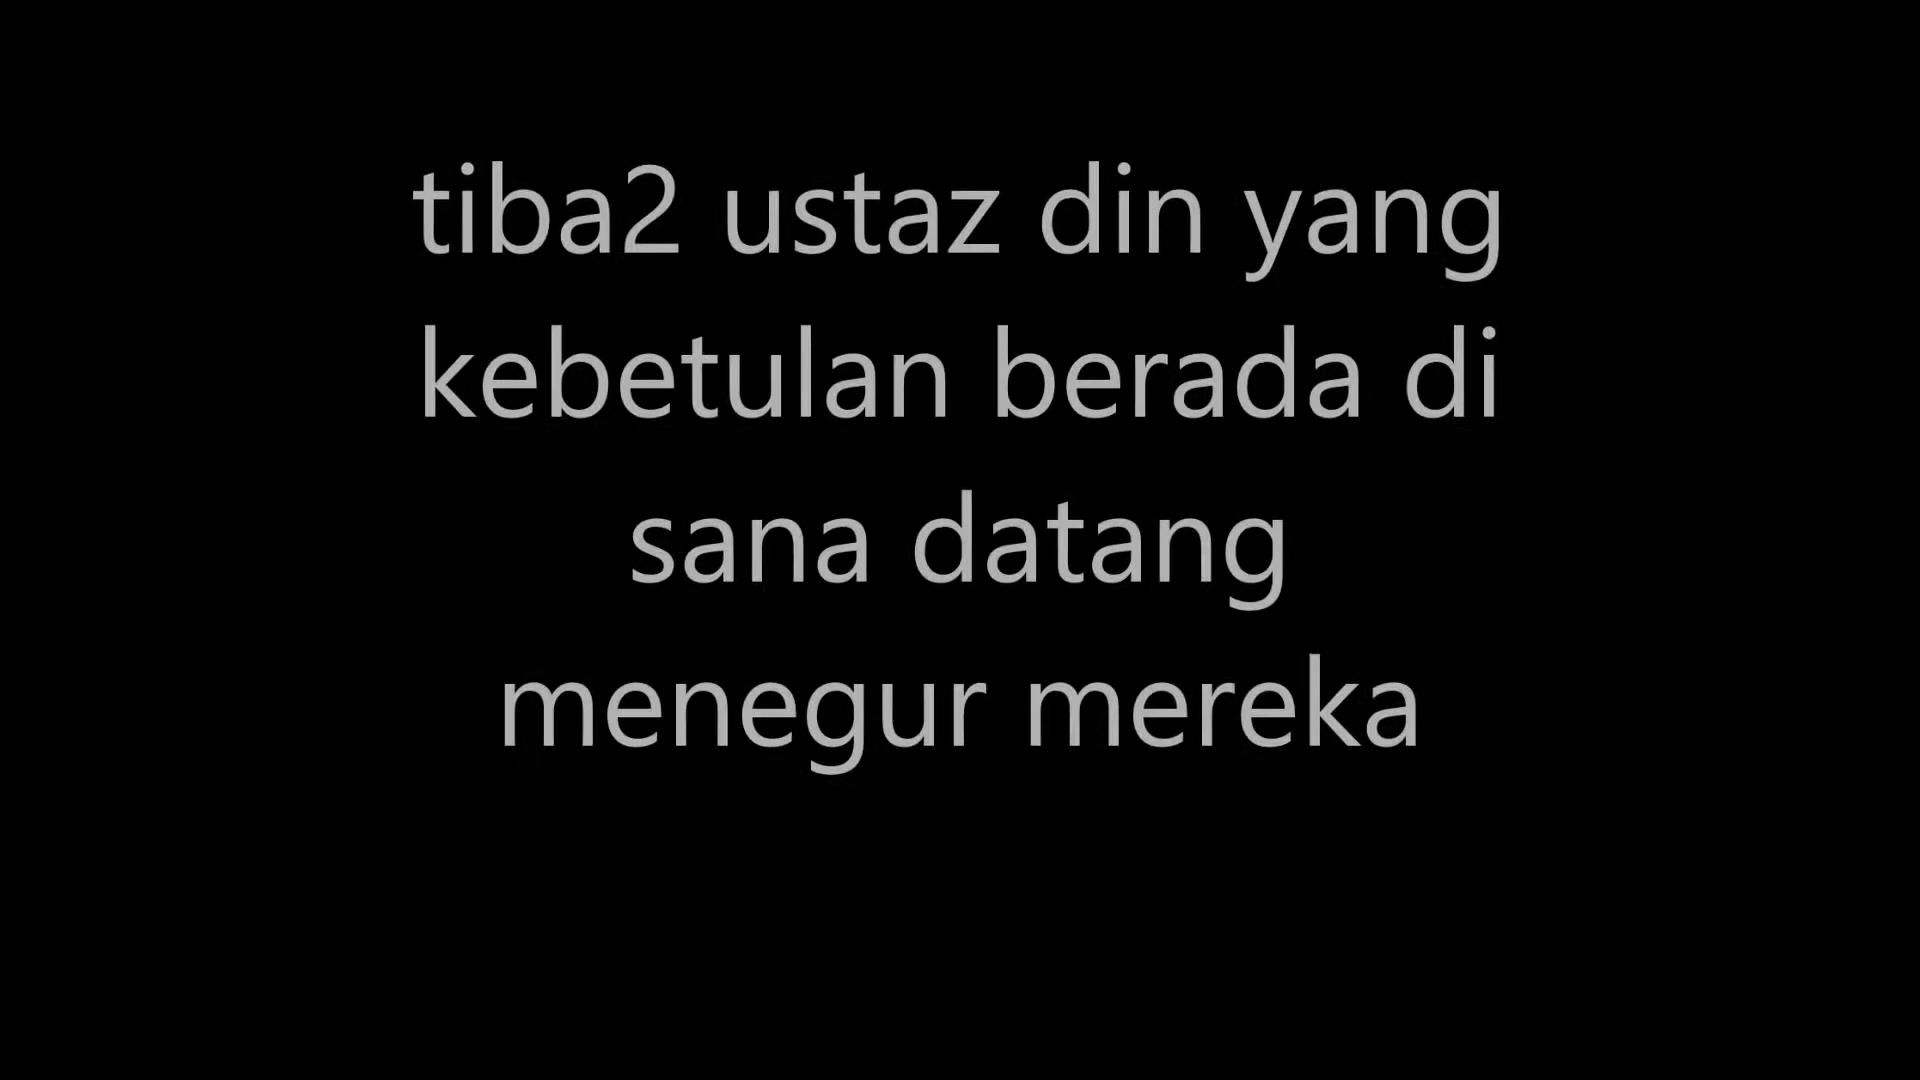 tiba2 ustaz din yang
kebetulan berada di
sana datang
menegur mereka